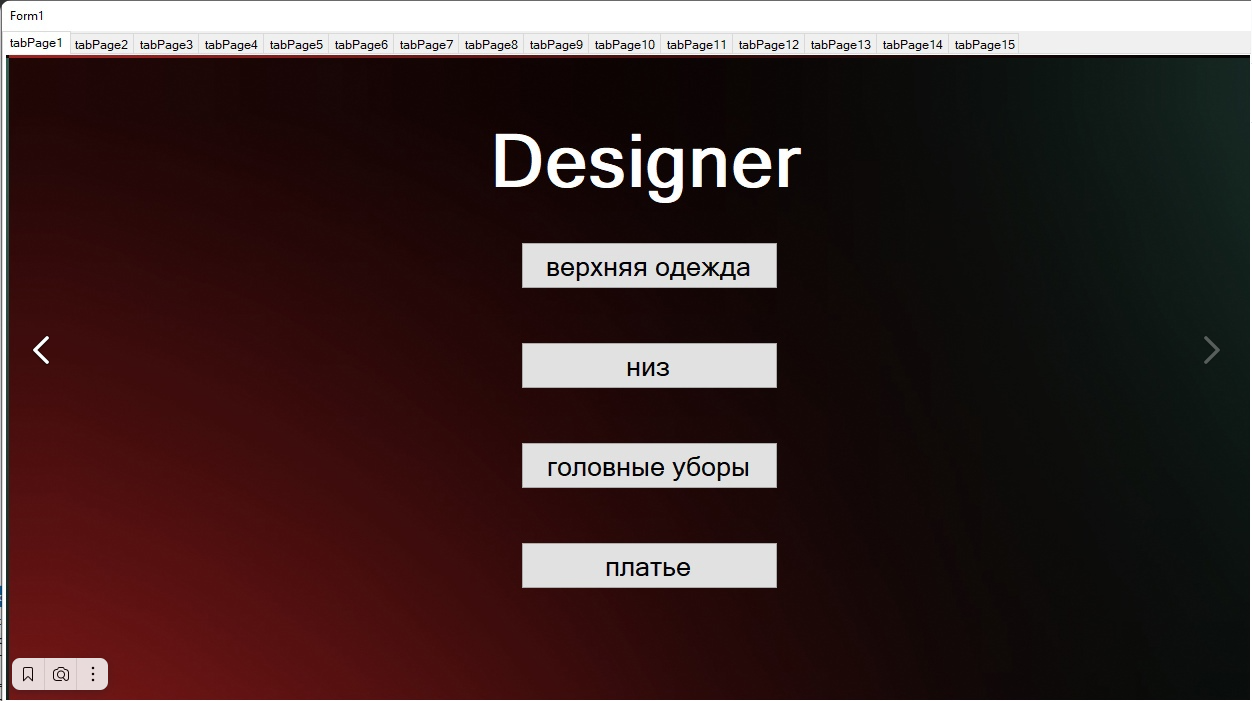 Form1
tabPage1 tabPage2 tabPage3 tabPage4 tabPage5 tabPage6 tabPage7 tabPage8 tabPage9 tabPage10 tabPage11 tabPage12 tabPage13 tabPage14 tabPage15
Designer
верхняя одежда
низ
головные уборы
платье